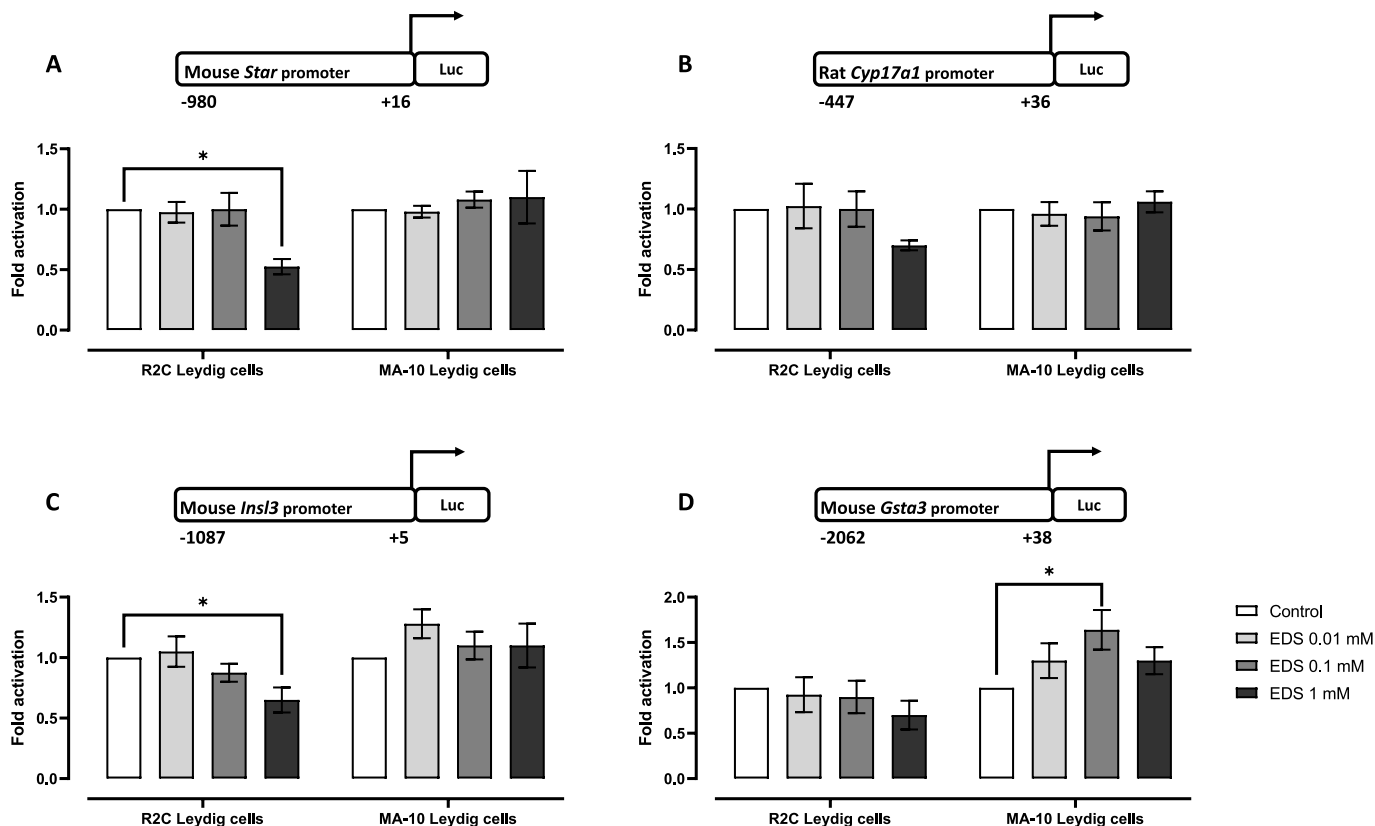 A
Mouse Star promoter
Luc
-980
+16
*
1.5
1.0
0.5
0.0
Fold activation
R2C Leydig cells
MA-10 Leydig cells
B
Rat Cyp17a1 promoter
Luc
-447
+36
1.5
1.0
0.5
0.0
Fold activation
R2C Leydig cells
MA-10 Leydig cells
C
Mouse Insl3 promoter
Luc
-1087
+5
*
1.5
1.0
0.5
0.0
Fold activation
R2C Leydig cells
MA-10 Leydig cells
D
Mouse Gsta3 promoter
Luc
-2062
+38
*
2.0
1.5
1.0
0.5
0.0
Fold activation
R2C Leydig cells
MA-10 Leydig cells
Control
EDS 0.01 mM
EDS 0.1 mM
EDS 1 mM